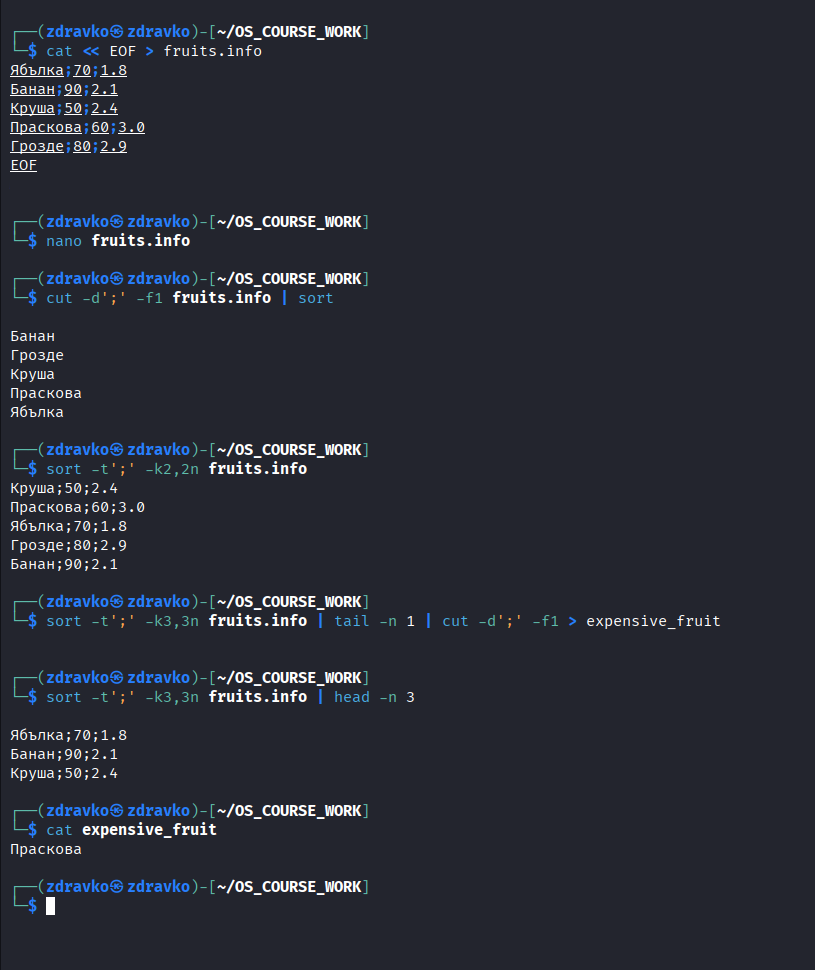 ┌──(zdravko㉿zdravko)-[~/OS_COURSE_WORK]
└─$ cat << EOF > fruits.info
Ябълка;70;1.8
Банан;90;2.1
Круша;50;2.4
Праскова;60;3.0
Грозде;80;2.9
EOF
┌──(zdravko㉿zdravko)-[~/OS_COURSE_WORK]
└─$ nano fruits.info
┌──(zdravko㉿zdravko)-[~/OS_COURSE_WORK]
└─$ cut -d';' -f1 fruits.info | sort
Банан
Грозде
Круша
Праскова
Ябълка
┌──(zdravko㉿zdravko)-[~/OS_COURSE_WORK]
└─$ sort -t';' -k2,2n fruits.info
Круша;50;2.4
Праскова;60;3.0
Ябълка;70;1.8
Грозде;80;2.9
Банан;90;2.1
┌──(zdravko㉿zdravko)-[~/OS_COURSE_WORK]
└─$ sort -t';' -k3,3n fruits.info | tail -n 1 | cut -d';' -f1 > expensive_fruit
┌──(zdravko㉿zdravko)-[~/OS_COURSE_WORK]
└─$ sort -t';' -k3,3n fruits.info | head -n 3
Ябълка;70;1.8
Банан;90;2.1
Круша;50;2.4
┌──(zdravko㉿zdravko)-[~/OS_COURSE_WORK]
└─$ cat expensive_fruit
Праскова
┌──(zdravko㉿zdravko)-[~/OS_COURSE_WORK]
└─$